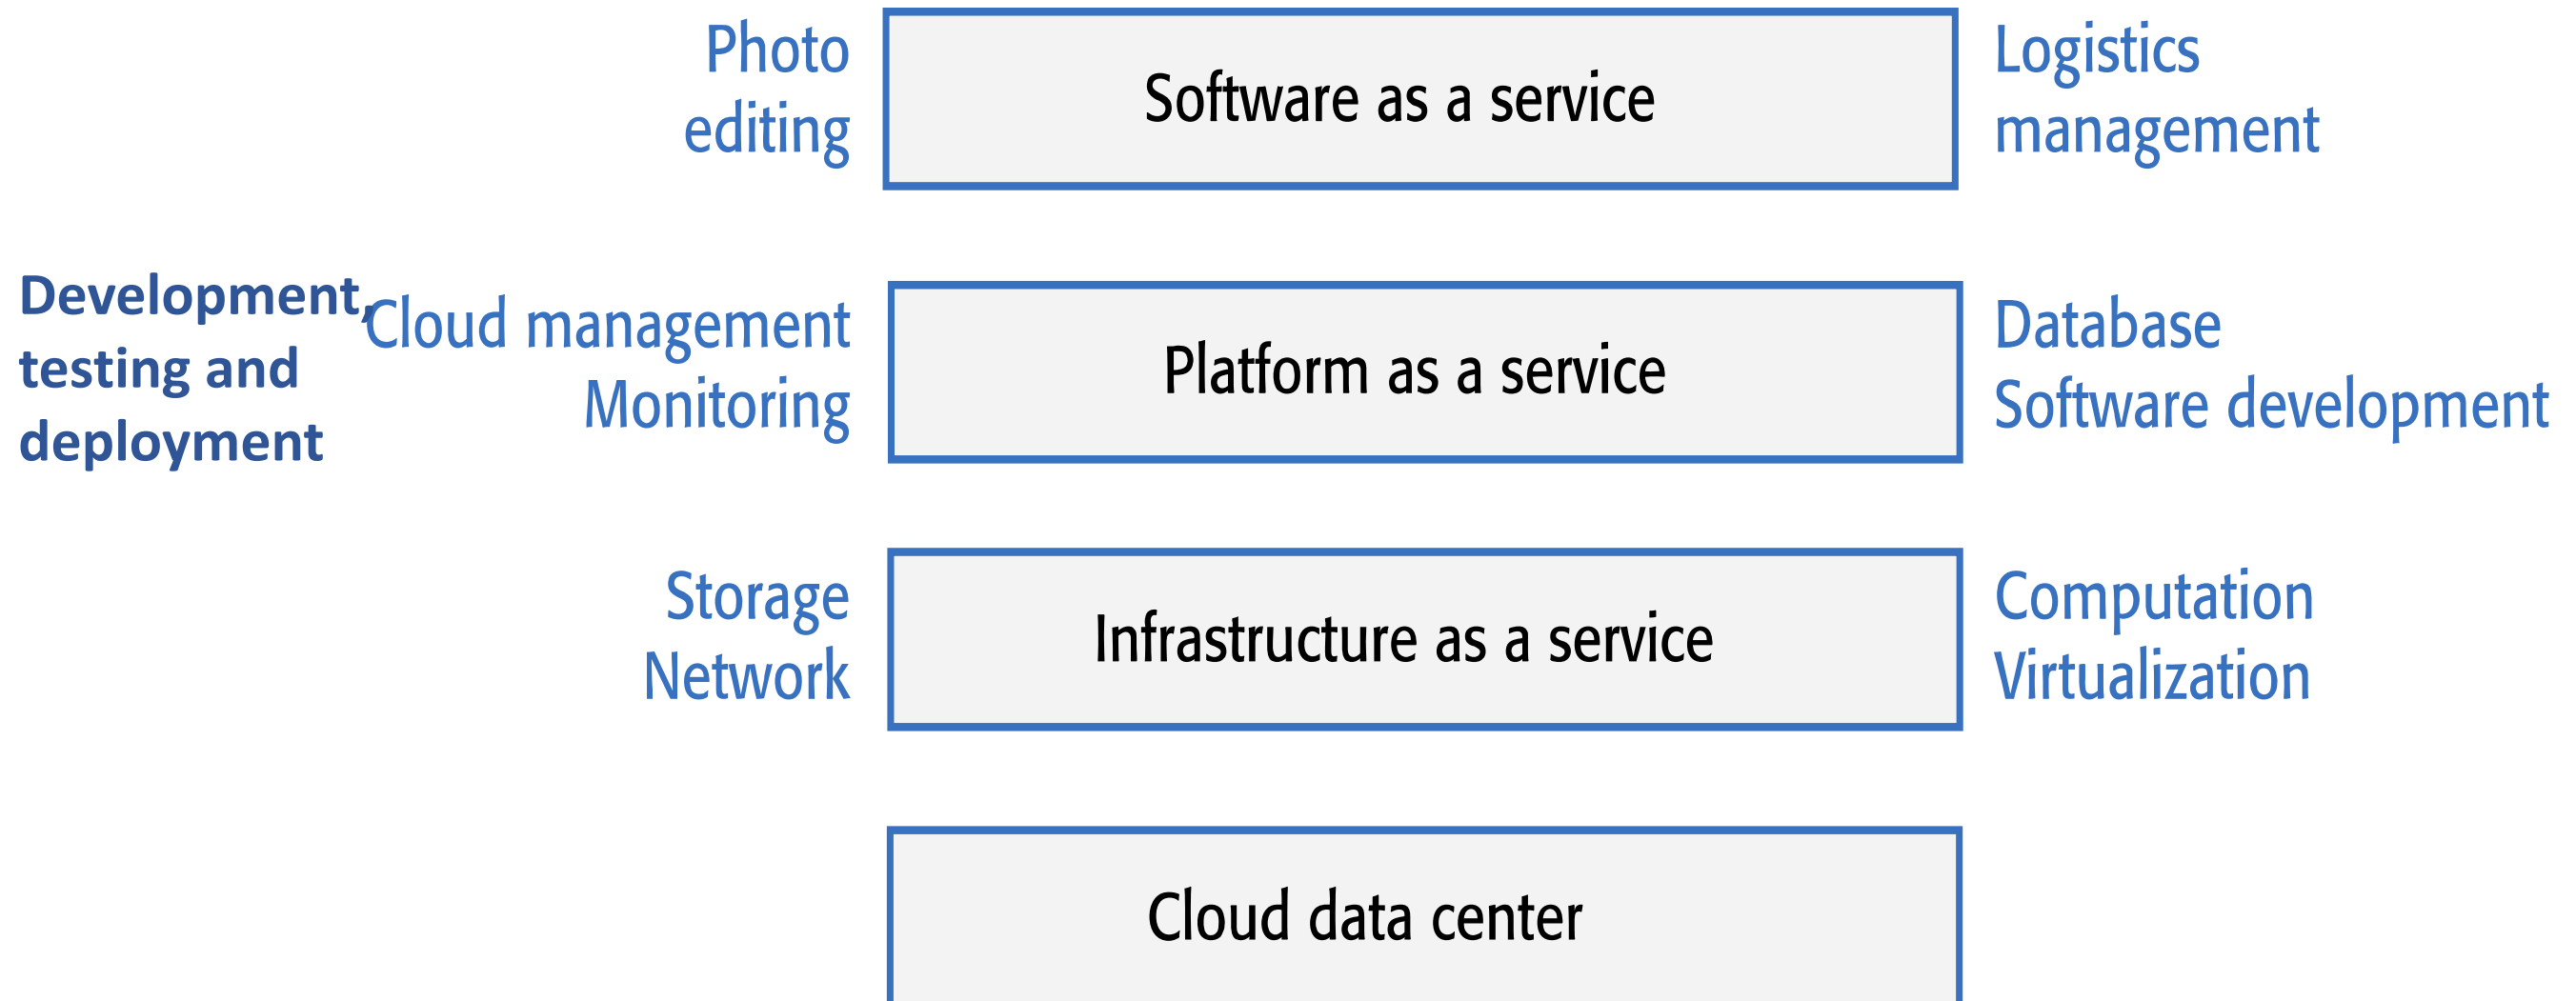 Photo
editing
Software as a service
Logistics
management
Development,
testing and
deployment
Cloud management
Monitoring
Platform as a service
Database
Software development
Storage
Network
Infrastructure as a service
Computation
Virtualization
Cloud data center